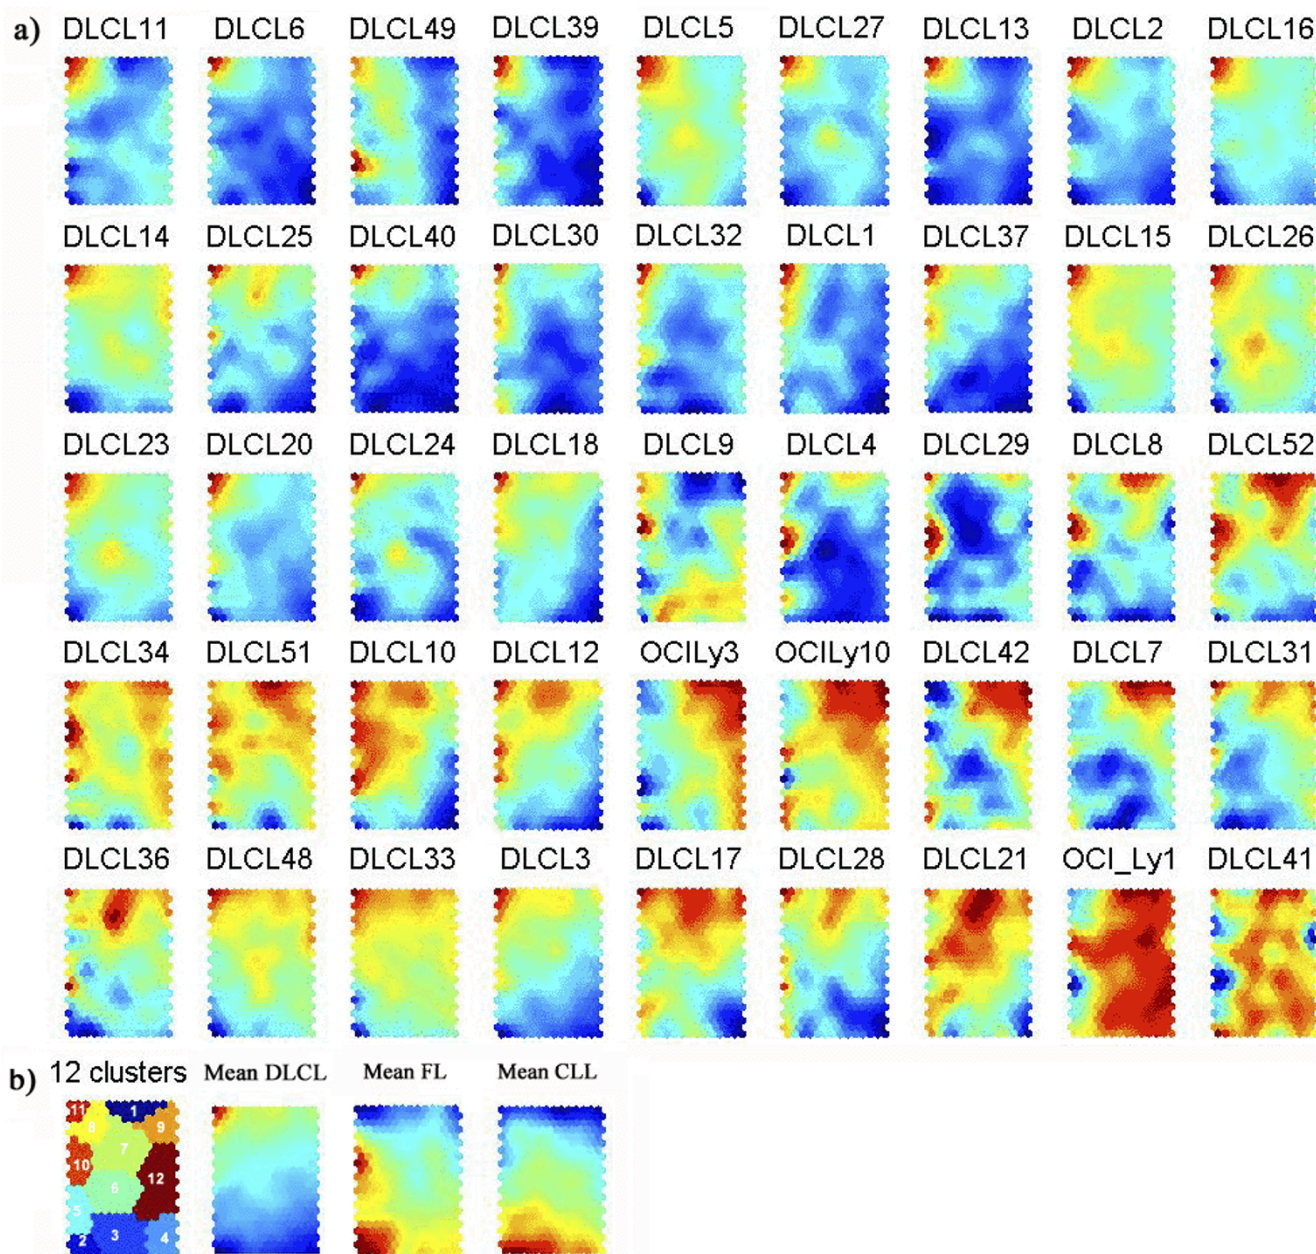 a) DLCL11 DLCL6 DLCL49 DLCL39 DLCL5 DLCL27 DLCL13 DLCL2 DLCL16
DLCL14 DLCL25 DLCL40 DLCL30 DLCL32 DLCL1 DLCL37 DLCL15 DLCL26
DLCL23 DLCL20 DLCL24 DLCL18 DLCL9 DLCL4 DLCL29 DLCL8 DLCL52
DLCL34 DLCL51 DLCL10 DLCL12 OCILy3 OCILy10 DLCL42 DLCL7 DLCL31
DLCL36 DLCL48 DLCL33 DLCL3 DLCL17 DLCL28 DLCL21 OCI_Ly1 DLCL41
b) 12 clusters Mean DLCL Mean FL Mean CLL
11 1
8 9
7
10
12
6
5
2 3 4